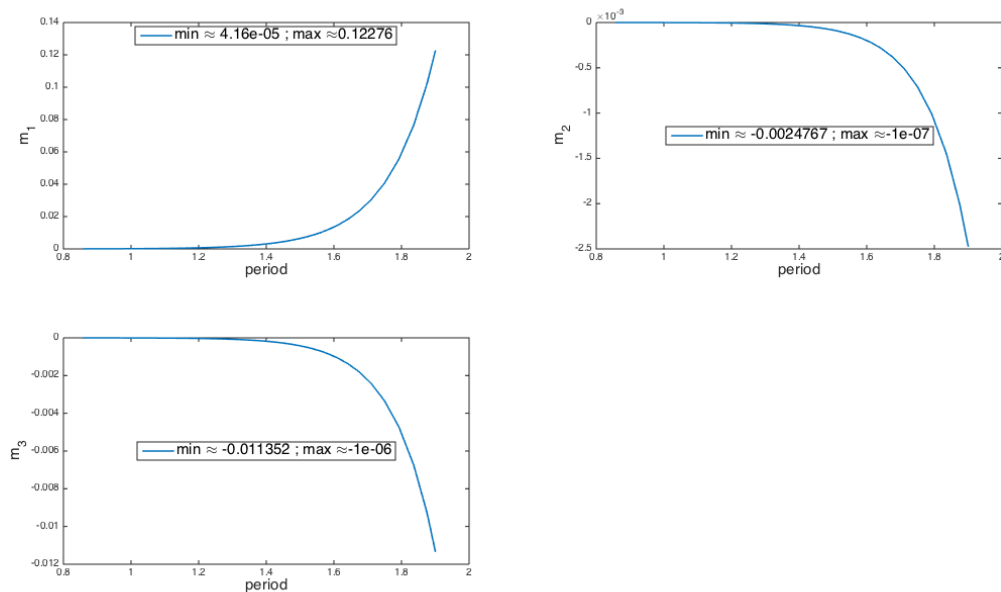 0.14
0.12
0.1
0.08
0.06
0.04
0.02
0
m₁
min ≈ 4.16e-05 ; max ≈0.12276
0.8 1 1.2 1.4 1.6 1.8 2
period
×10⁻³
0
-0.5
-1
-1.5
-2
-2.5
m₂
min ≈ -0.0024767 ; max ≈-1e-07
0.8 1 1.2 1.4 1.6 1.8 2
period
0
-0.002
-0.004
-0.006
-0.008
-0.01
-0.012
m₃
min ≈ -0.011352 ; max ≈-1e-06
0.8 1 1.2 1.4 1.6 1.8 2
period